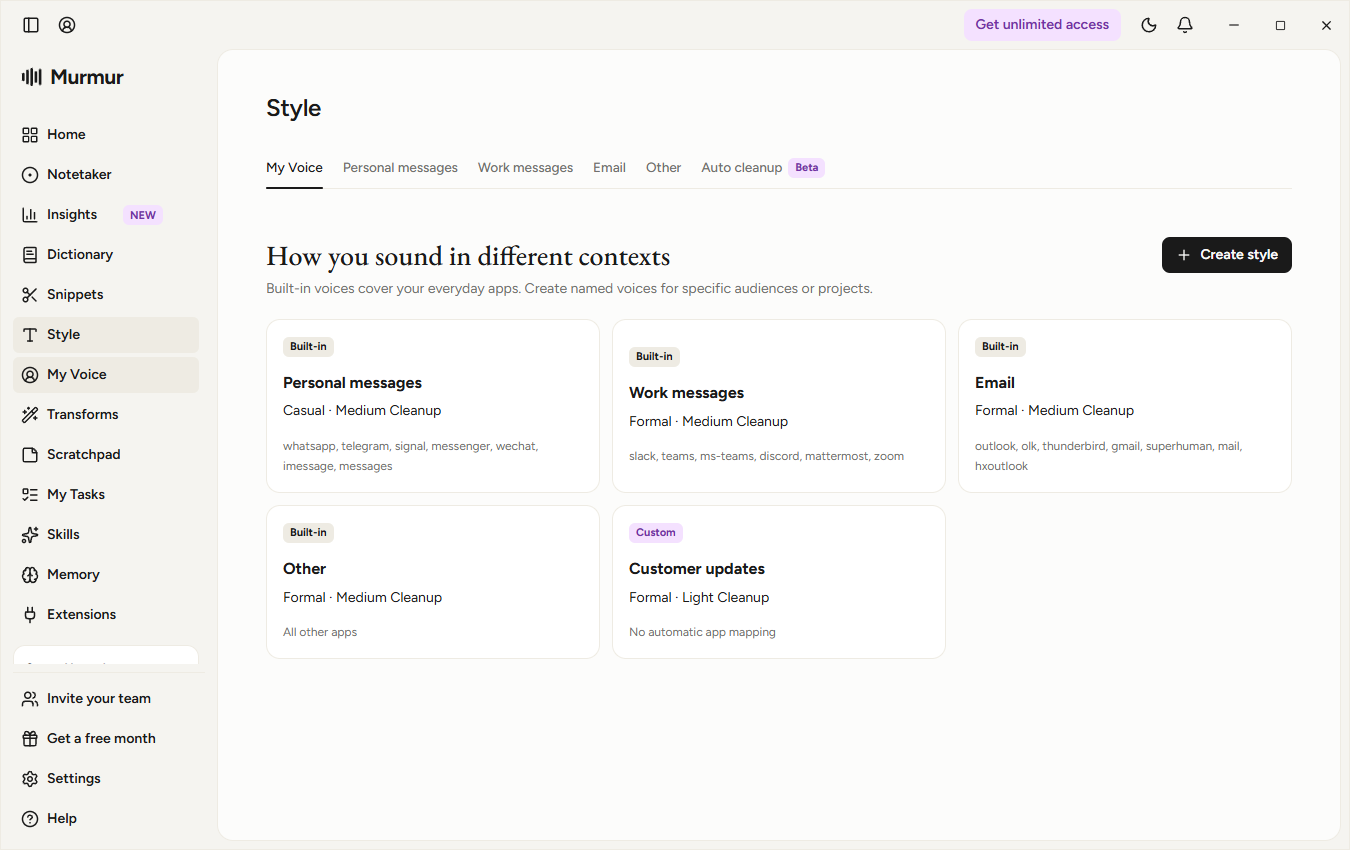 Get unlimited access
Murmur
Home
Notetaker
Insights NEW
Dictionary
Snippets
Style
My Voice
Transforms
Scratchpad
My Tasks
Skills
Memory
Extensions
Invite your team
Get a free month
Settings
Help
Style
My Voice Personal messages Work messages Email Other Auto cleanup Beta
How you sound in different contexts
Create style
Built-in voices cover your everyday apps. Create named voices for specific audiences or projects.
Built-in
Personal messages
Casual · Medium Cleanup
whatsapp, telegram, signal, messenger, wechat,
imessage, messages
Built-in
Work messages
Formal · Medium Cleanup
slack, teams, ms-teams, discord, mattermost, zoom
Built-in
Email
Formal · Medium Cleanup
outlook, olk, thunderbird, gmail, superhuman, mail,
hxoutlook
Built-in
Other
Formal · Medium Cleanup
All other apps
Custom
Customer updates
Formal · Light Cleanup
No automatic app mapping